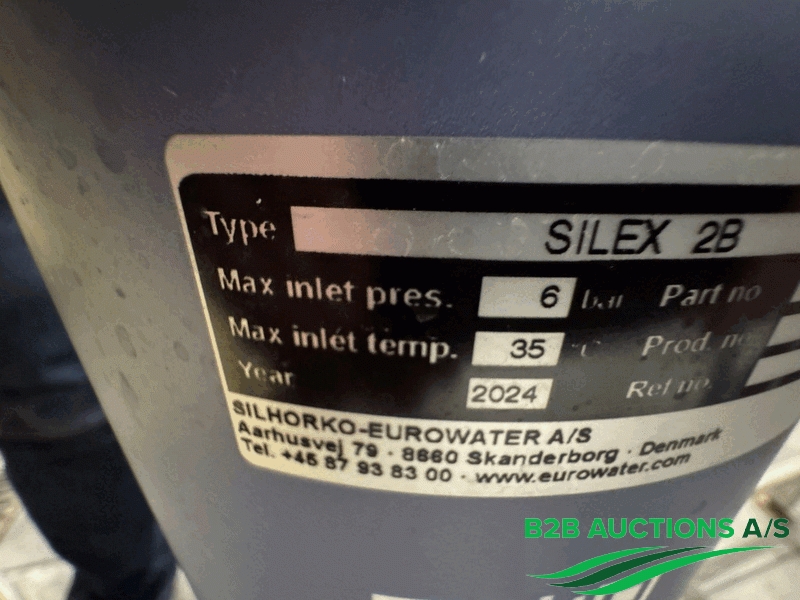 Type SILEX 2B
Max inlet pres. 6 bar Part no
Max inlet temp. 35 °C Prod. no
Year 2024 Ref no.
SILHORKO-EUROWATER A/S
Aarhusvej 79 · 8660 Skanderborg · Denmark
Tel. +45 87 93 83 00 · www.eurowater.com
B2B AUCTIONS A/S